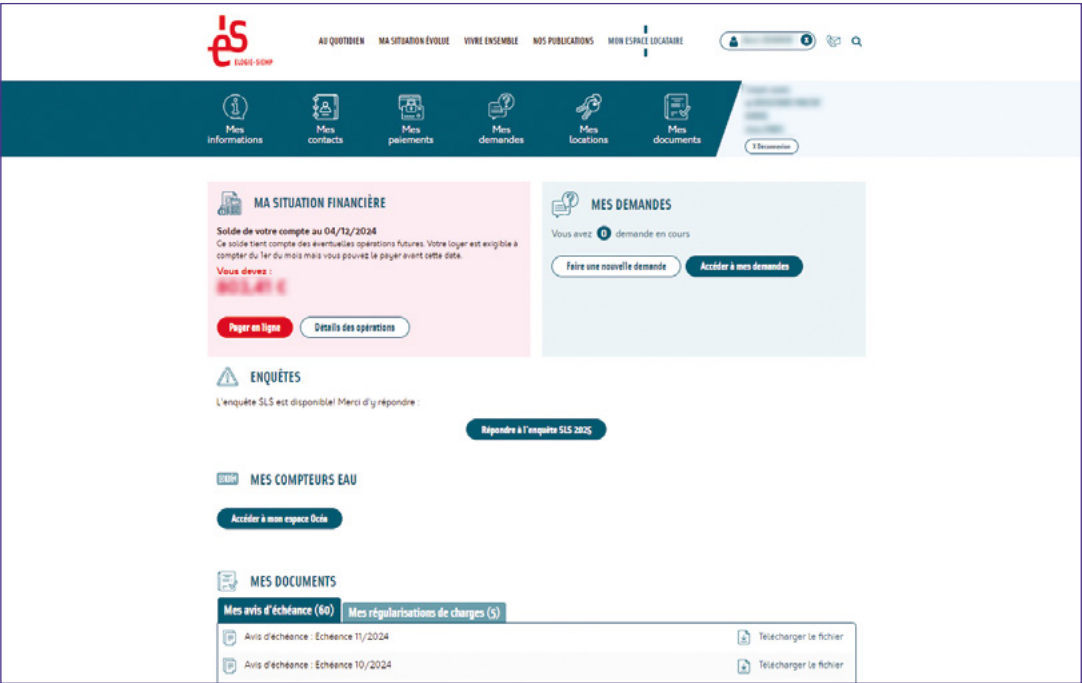 ELOGIE-SIEMP
AU QUOTIDIEN MA SITUATION ÉVOLUE VIVRE ENSEMBLE NOS PUBLICATIONS MON ESPACE LOCATAIRE
Mes informations
Mes contacts
Mes paiements
Mes demandes
Mes locations
Mes documents
X Déconnexion
MA SITUATION FINANCIÈRE
Solde de votre compte au 04/12/2024
Ce solde tient compte des éventuelles opérations futures. Votre loyer est exigible à
compter du 1er du mois mais vous pouvez le payer avant cette date.
Vous devez :
Payer en ligne Détails des opérations
MES DEMANDES
Vous avez 0 demande en cours
Faire une nouvelle demande Accéder à mes demandes
ENQUÊTES
L'enquête SLS est disponible! Merci d'y répondre :
Répondre à l'enquête SLS 2025
MES COMPTEURS EAU
Accéder à mon espace Océa
MES DOCUMENTS
Mes avis d'échéance (60) Mes régularisations de charges (5)
Avis d'échéance : Echéance 11/2024 Télécharger le fichier
Avis d'échéance : Echéance 10/2024 Télécharger le fichier